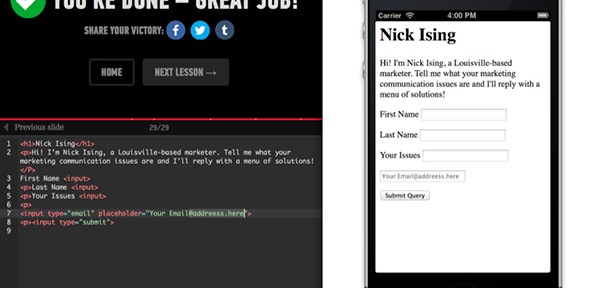 YOU'RE DONE — GREAT JOB!
SHARE YOUR VICTORY:
HOME
NEXT LESSON →
Previous slide
29/29
1 <h1>Nick Ising</h1>
2 <p>Hi! I'm Nick Ising, a Louisville-based marketer. Tell me what your
marketing communication issues are and I'll reply with a menu of solutions!
</P>
3 First Name <input>
4 <p>Last Name <input>
5 <p>Your Issues <input>
6 <p>
7 <input type="email" placeholder="Your Email@addreess.here">
8 <p><input type="submit">
9
Carrier
4:00 PM
Nick Ising
Hi! I'm Nick Ising, a Louisville-based
marketer. Tell me what your marketing
communication issues are and I'll reply with a
menu of solutions!
First Name
Last Name
Your Issues
Your Email@addreess.here
Submit Query